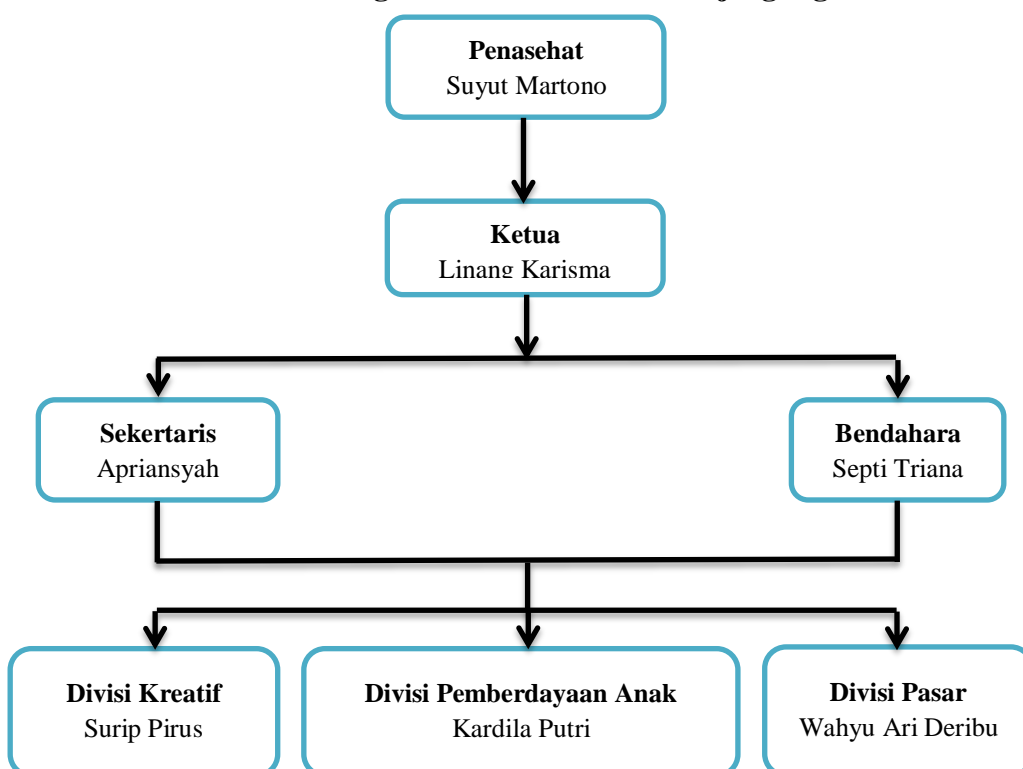 Penasehat
Suyut Martono
Ketua
Linang Karisma
Sekertaris
Apriansyah
Bendahara
Septi Triana
Divisi Kreatif
Surip Pirus
Divisi Pemberdayaan Anak
Kardila Putri
Divisi Pasar
Wahyu Ari Deribu